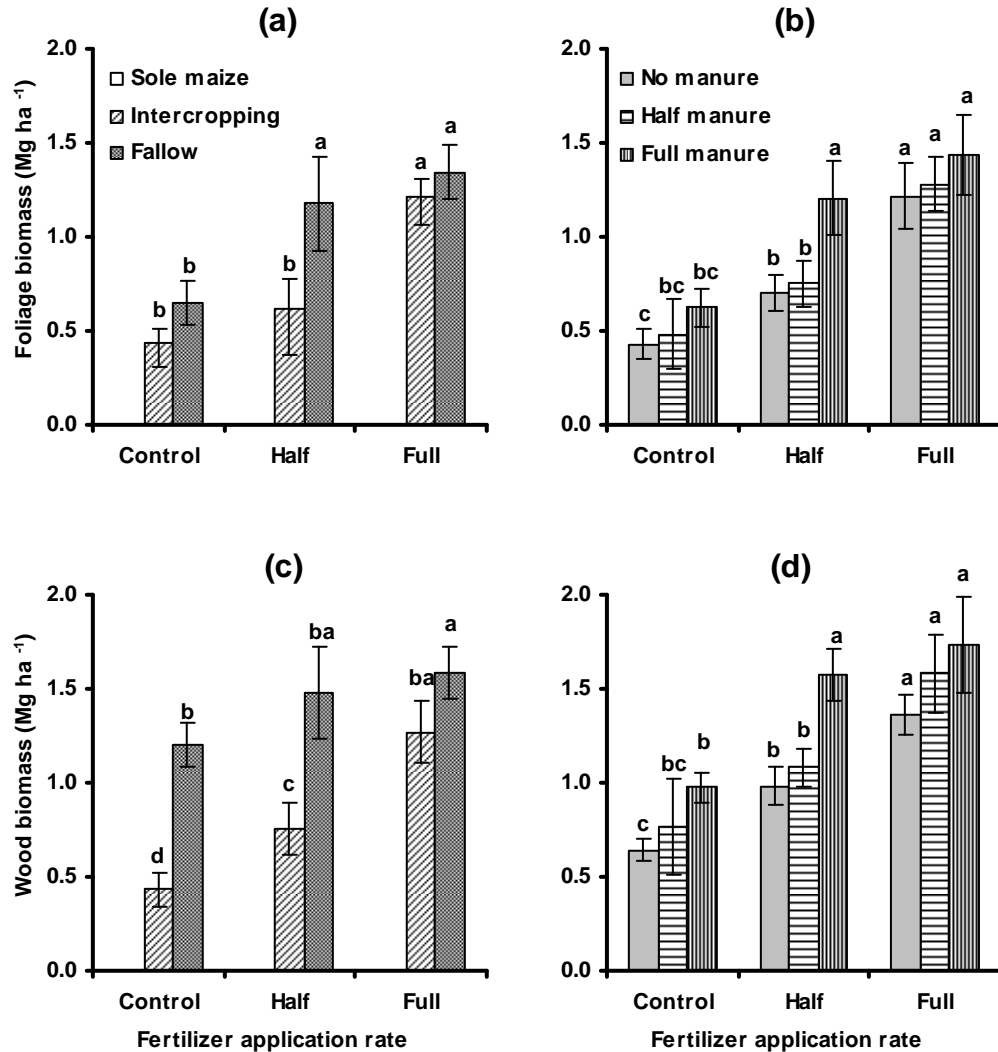 (a)
2.0
1.5
1.0
0.5
0.0
Foliage biomass (Mg ha -1)
Sole maize
Intercropping
Fallow
b
b
b
a
a
a
Control Half Full
(b)
2.0
1.5
1.0
0.5
0.0
No manure
Half manure
Full manure
c
bc
bc
b
b
a
a
a
a
Control Half Full
(c)
2.0
1.5
1.0
0.5
0.0
Wood biomass (Mg ha -1)
d
b
c
ba
ba
a
Control Half Full
Fertilizer application rate
(d)
2.0
1.5
1.0
0.5
0.0
c
bc
b
b
b
a
a
a
a
Control Half Full
Fertilizer application rate